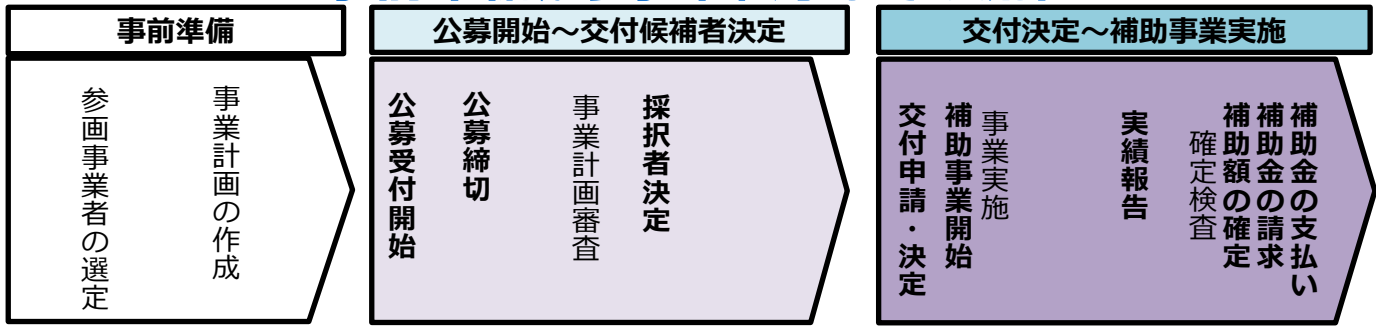 事前準備
参画事業者の選定
事業計画の作成
公募開始～交付候補者決定
公募受付開始
公募締切
事業計画審査
採択者決定
交付決定～補助事業実施
交付申請・決定
補助事業開始
事業実施
実績報告
確定検査
補助額の確定
補助金の請求
補助金の支払い